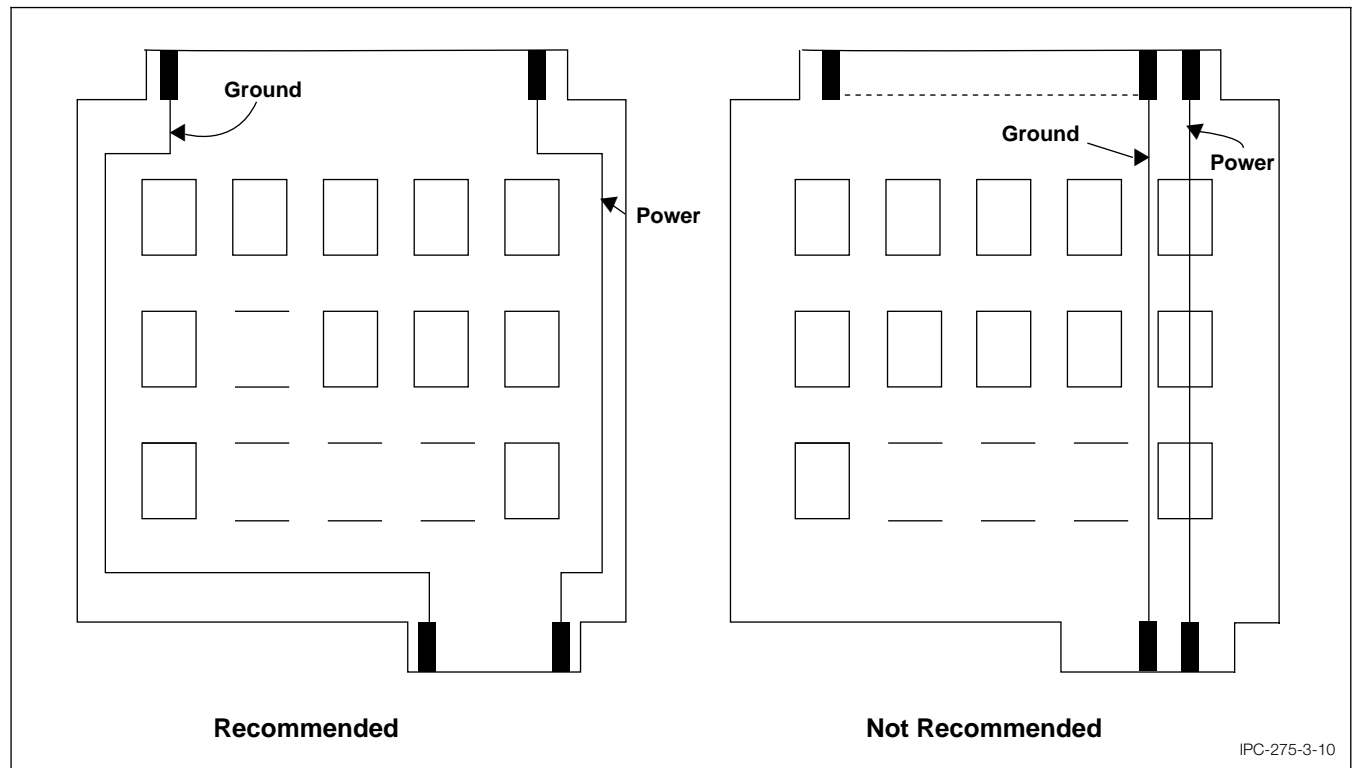 Ground
Power
Recommended
Ground
Power
Not Recommended
IPC-275-3-10